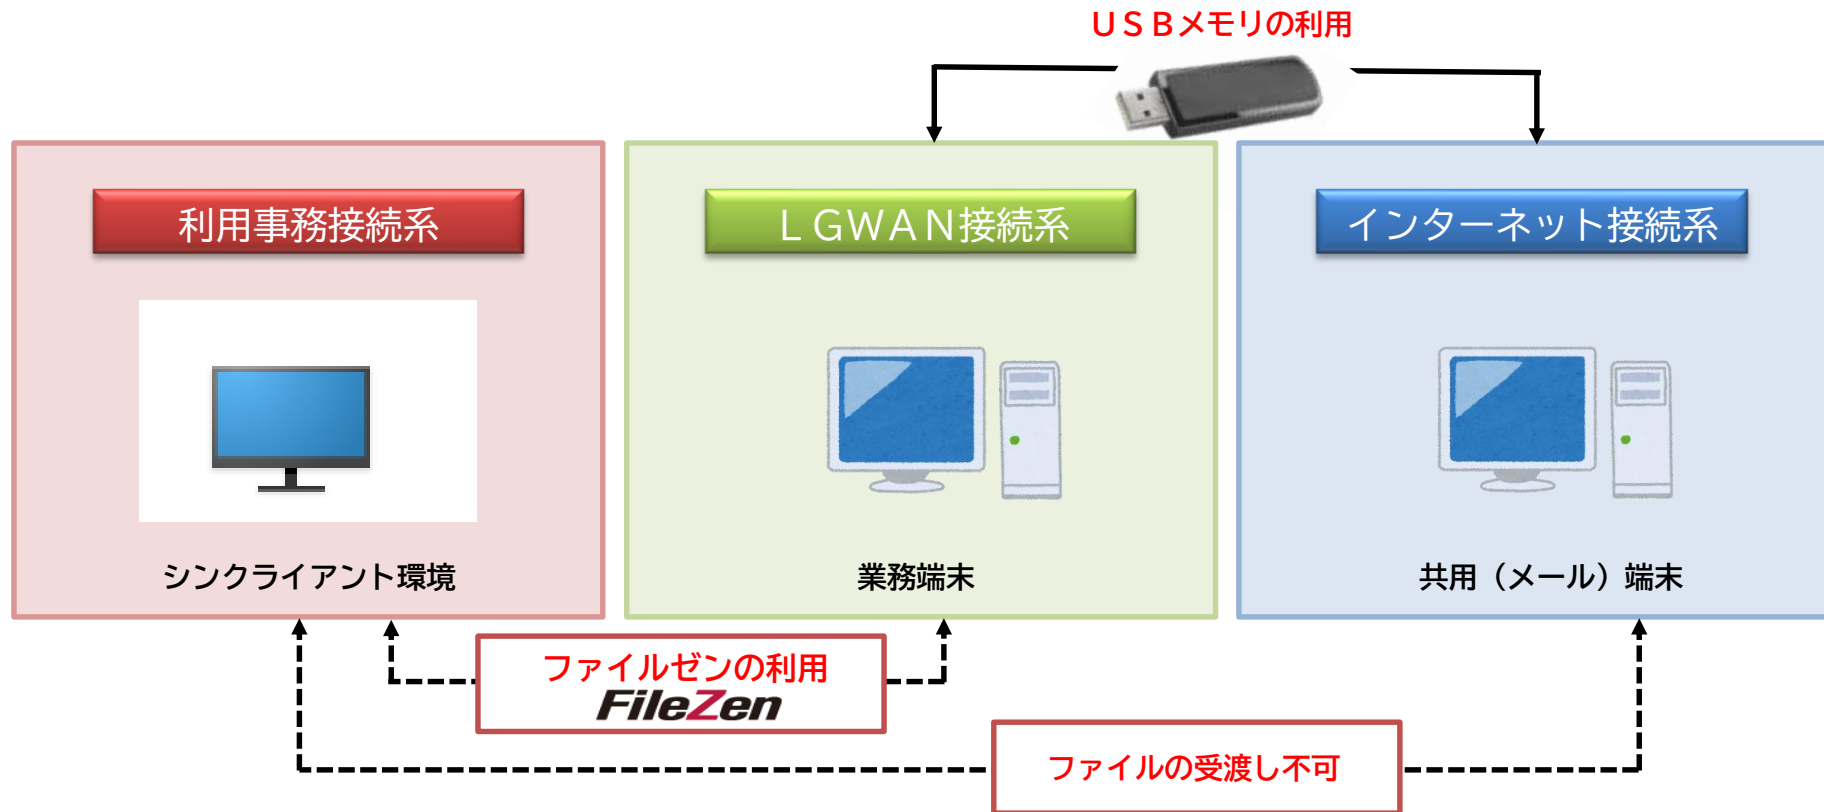 ＵＳＢメモリの利用
利用事務接続系
ＬＧＷＡＮ接続系
インターネット接続系
シンクライアント環境
業務端末
共用（メール）端末
ファイルゼンの利用
FileZen
ファイルの受渡し不可